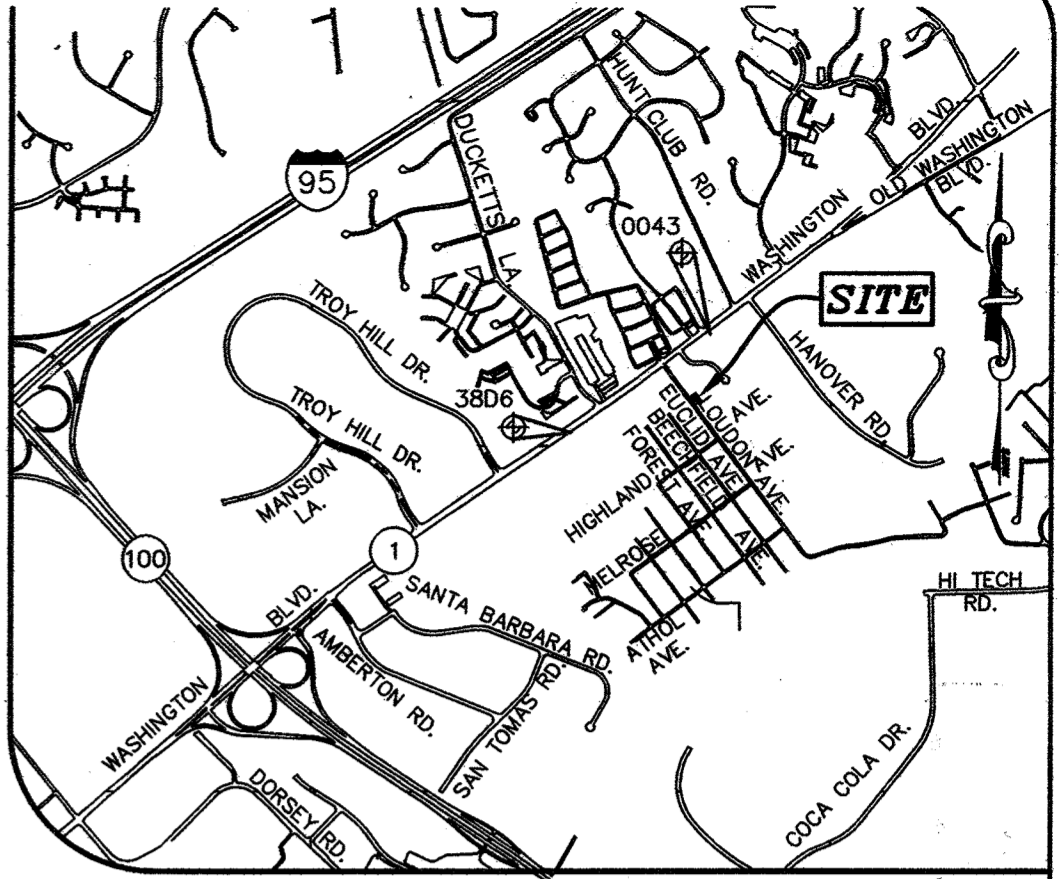 HUNT CLUB RD.
DUCKETTS LA.
BLVD.
OLD WASHINGTON
BLVD.
95
0043
WASHINGTON
SITE
TROY HILL DR.
HANOVER RD.
38D6
TROY HILL DR.
LOUDON AVE.
AVE.
EUCLID AVE.
BEECHFIELD AVE.
FOREST AVE.
HIGHLAND
MANSION
LA.
MELROSE
100
1
BLVD.
SANTA BARBARA RD.
HI TECH
RD.
ATHOL
AVE.
AMBERTON RD.
SAN TOMAS RD.
WASHINGTON
COCA COLA DR.
DORSEY RD.